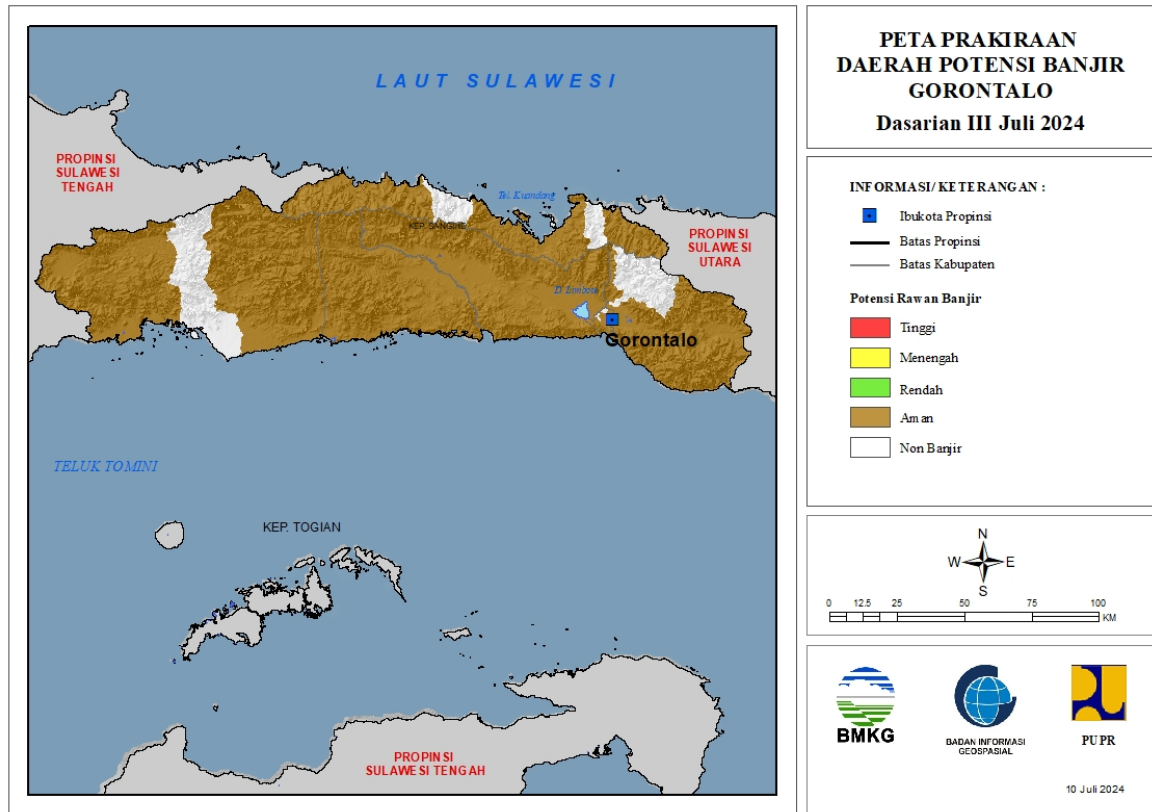 LAUT SULAWESI
PROPINSI
SULAWESI
TENGAH
Tel. Kuandang
KEP. SANGIHE
PROPINSI
SULAWESI
UTARA
D. Limboto
Gorontalo
TELUK TOMINI
KEP. TOGIAN
PROPINSI
SULAWESI TENGAH
PETA PRAKIRAAN
DAERAH POTENSI BANJIR
GORONTALO
Dasarian III Juli 2024
INFORMASI/ KETERANGAN :
Ibukota Propinsi
Batas Propinsi
Batas Kabupaten
Potensi Rawan Banjir
Tinggi
Menengah
Rendah
Aman
Non Banjir
N
W E
S
0 12.5 25 50 75 100
KM
BMKG
BADAN INFORMASI
GEOSPASIAL
PUPR
10 Juli 2024